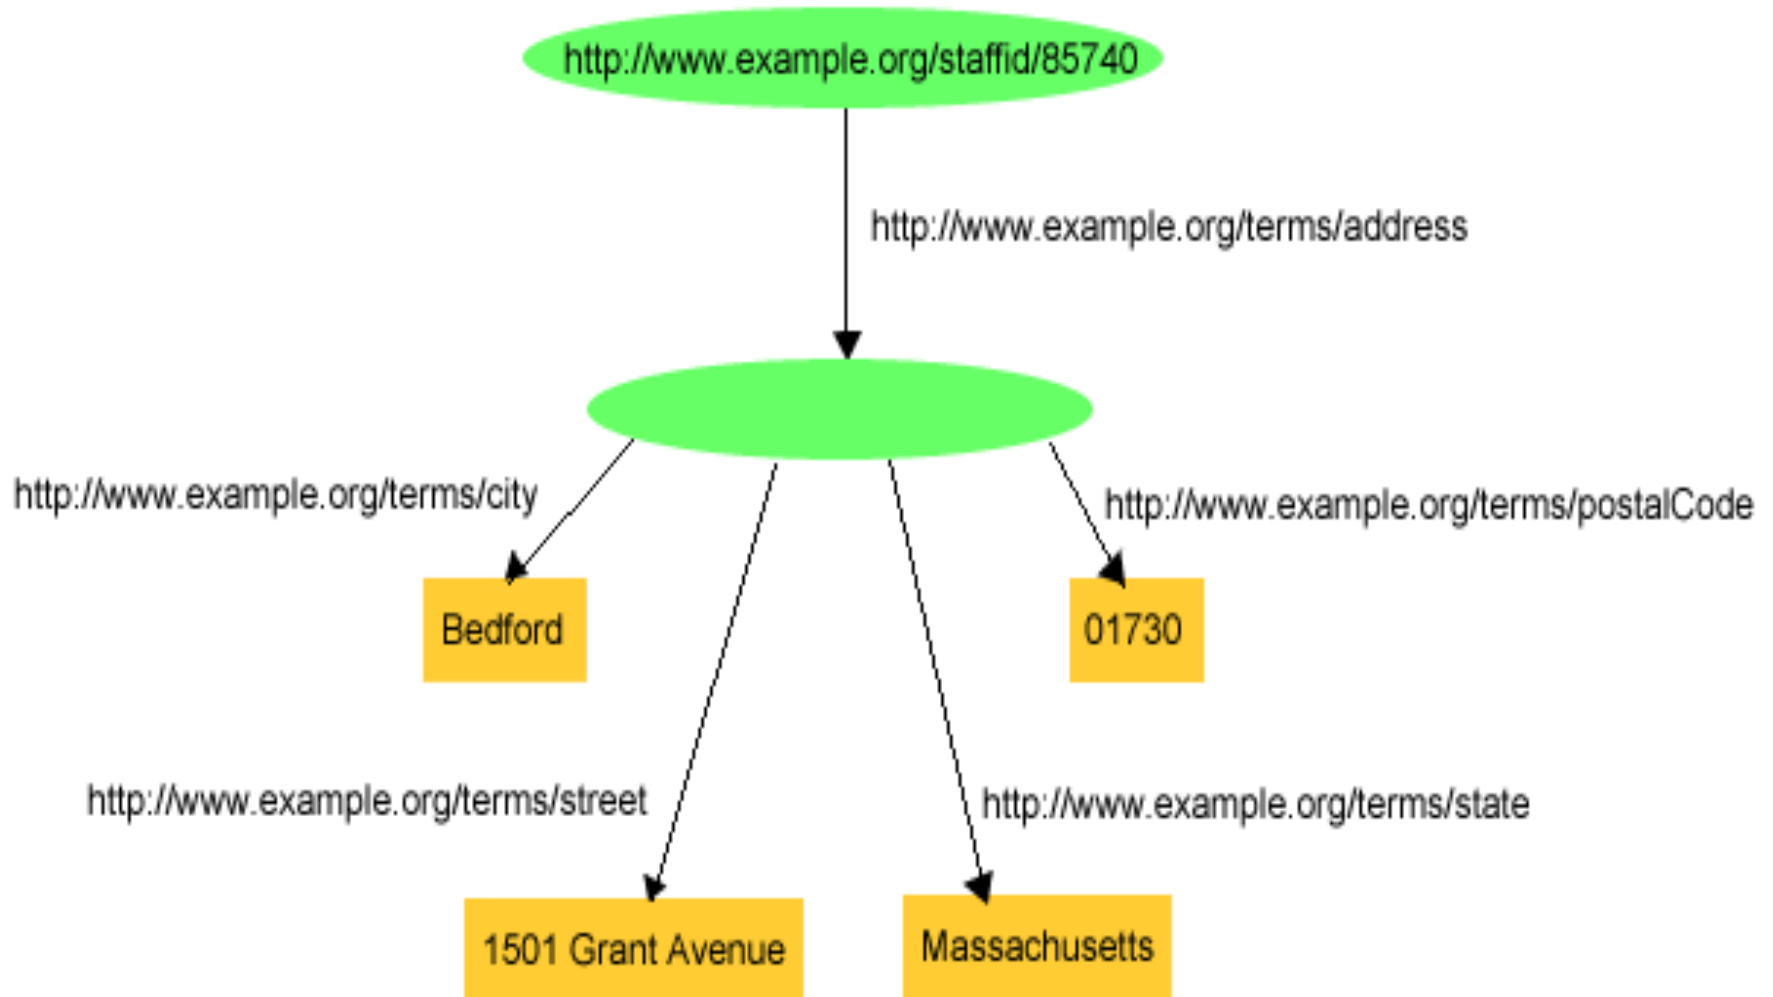 http://www.example.org/staffid/85740
http://www.example.org/terms/address
http://www.example.org/terms/city
http://www.example.org/terms/postalCode
Bedford
01730
http://www.example.org/terms/street
http://www.example.org/terms/state
1501 Grant Avenue
Massachusetts